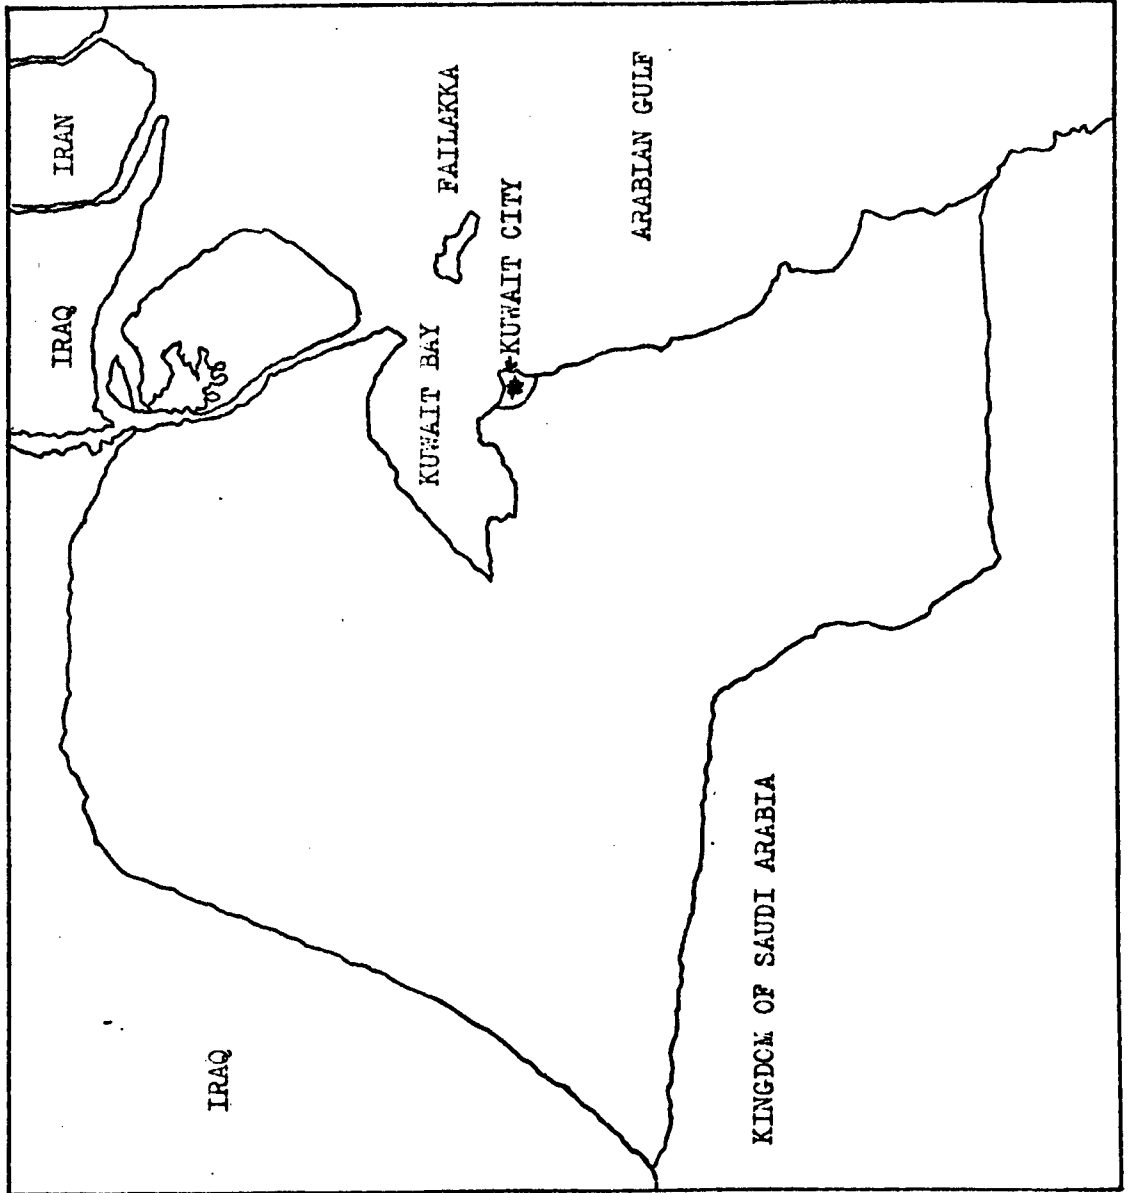 IRAN
IRAQ
FAILAKKA
KUWAIT CITY
KUWAIT BAY
ARABIAN GULF
IRAQ
KINGDOM OF SAUDI ARABIA